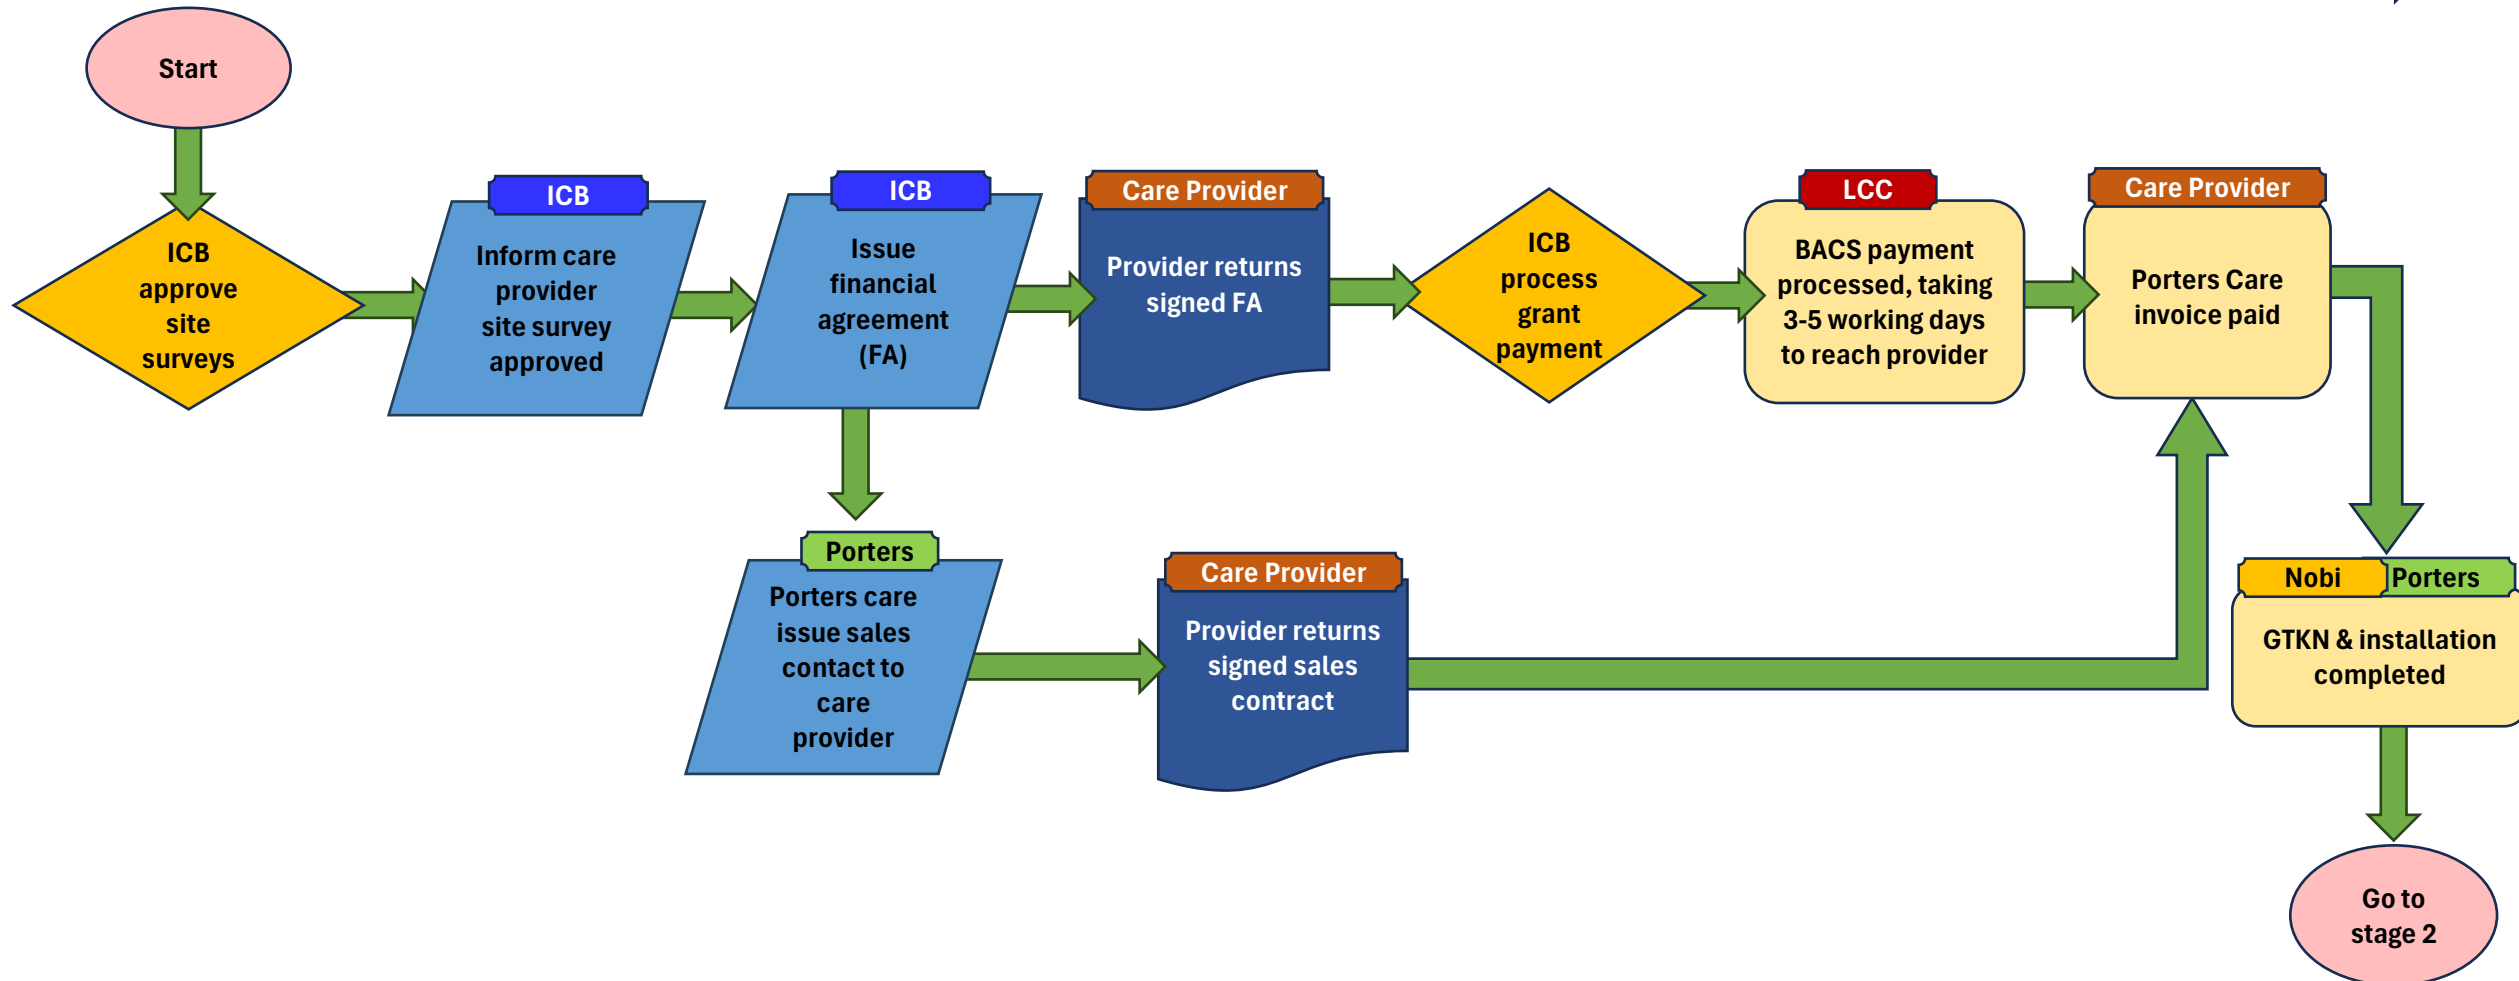 Start
ICB
approve
site
surveys
ICB
Inform care
provider
site survey
approved
ICB
Issue
financial
agreement
(FA)
Care Provider
Provider returns
signed FA
ICB
process
grant
payment
LCC
BACS payment
processed, taking
3-5 working days
to reach provider
Care Provider
Porters Care
invoice paid
Porters
Porters care
issue sales
contact to
care
provider
Care Provider
Provider returns
signed sales
contract
Nobi
Porters
GTKN & installation
completed
Go to
stage 2